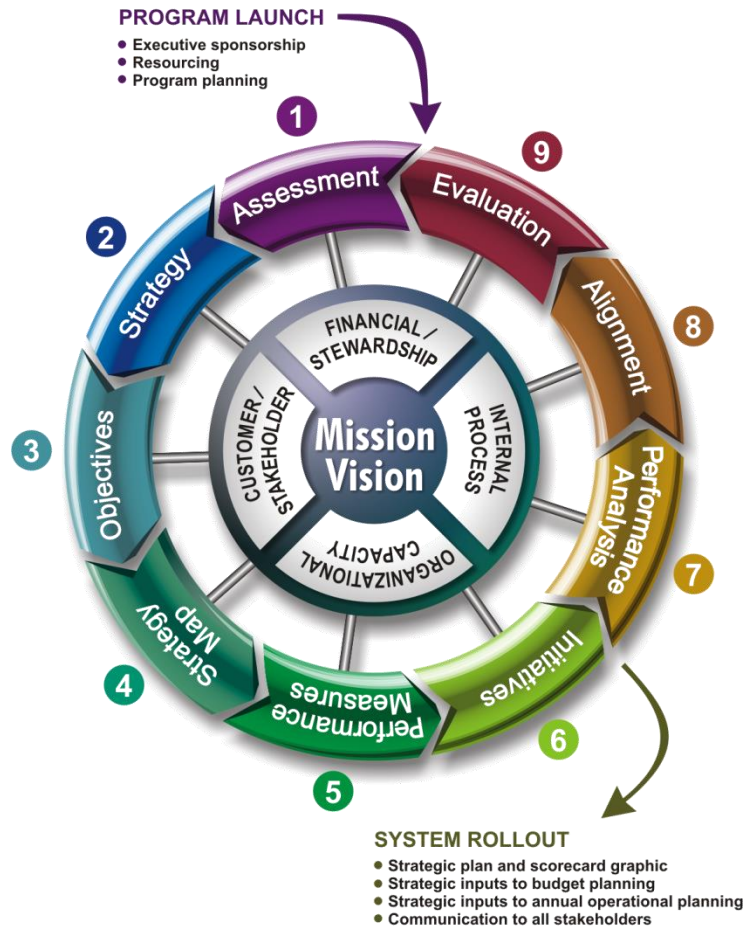 PROGRAM LAUNCH
● Executive sponsorship
● Resourcing
● Program planning
1
Assessment
2
Strategy
3
Objectives
4
Strategy
Map
5
Performance
Measures
6
Initiatives
7
Performance
Analysis
8
Alignment
9
Evaluation
FINANCIAL /
STEWARDSHIP
CUSTOMER /
STAKEHOLDER
INTERNAL
PROCESS
ORGANIZATIONAL
CAPACITY
Mission
Vision
SYSTEM ROLLOUT
● Strategic plan and scorecard graphic
● Strategic inputs to budget planning
● Strategic inputs to annual operational planning
● Communication to all stakeholders